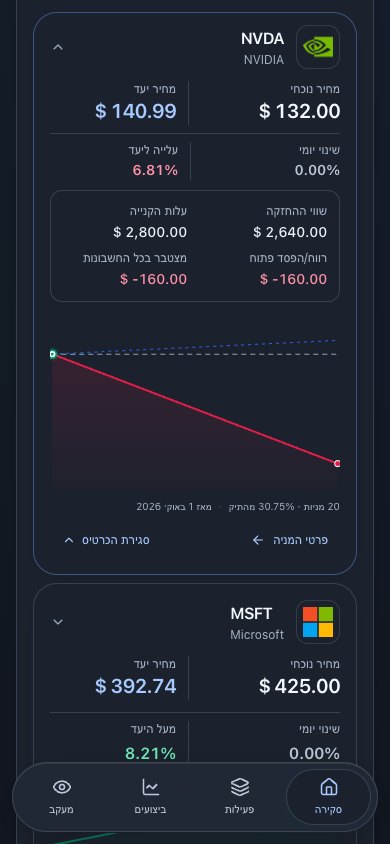 NVDA
NVIDIA
מחיר נוכחי
מחיר יעד
$ 132.00
$ 140.99
שינוי יומי
עלייה ליעד
0.00%
6.81%
שווי ההחזקה
עלות הקנייה
$ 2,640.00
$ 2,800.00
רווח/הפסד פתוח
מצטבר בכל החשבונות
$ -160.00
$ -160.00
20 מניות · 30.75% מהתיק · מאז 1 באוק׳ 2026
פרטי המניה ←
סגירת הכרטיס
MSFT
Microsoft
מחיר נוכחי
מחיר יעד
$ 425.00
$ 392.74
שינוי יומי
מעל היעד
0.00%
8.21%
סקירה
פעילות
ביצועים
מעקב